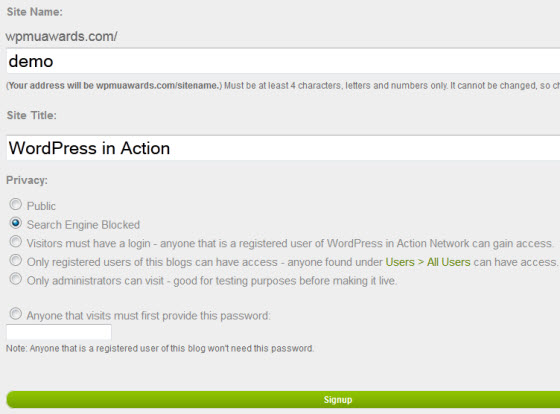 Site Name:
wpmuawards.com/
demo
(Your address will be wpmuawards.com/sitename.) Must be at least 4 characters, letters and numbers only. It cannot be changed, so
Site Title:
WordPress in Action
Privacy:
Public
Search Engine Blocked
Visitors must have a login - anyone that is a registered user of WordPress in Action Network can gain access.
Only registered users of this blogs can have access - anyone found under Users > All Users can have access.
Only administrators can visit - good for testing purposes before making it live.
Anyone that visits must first provide this password:
Note: Anyone that is a registered user of this blog won't need this password.
Signup